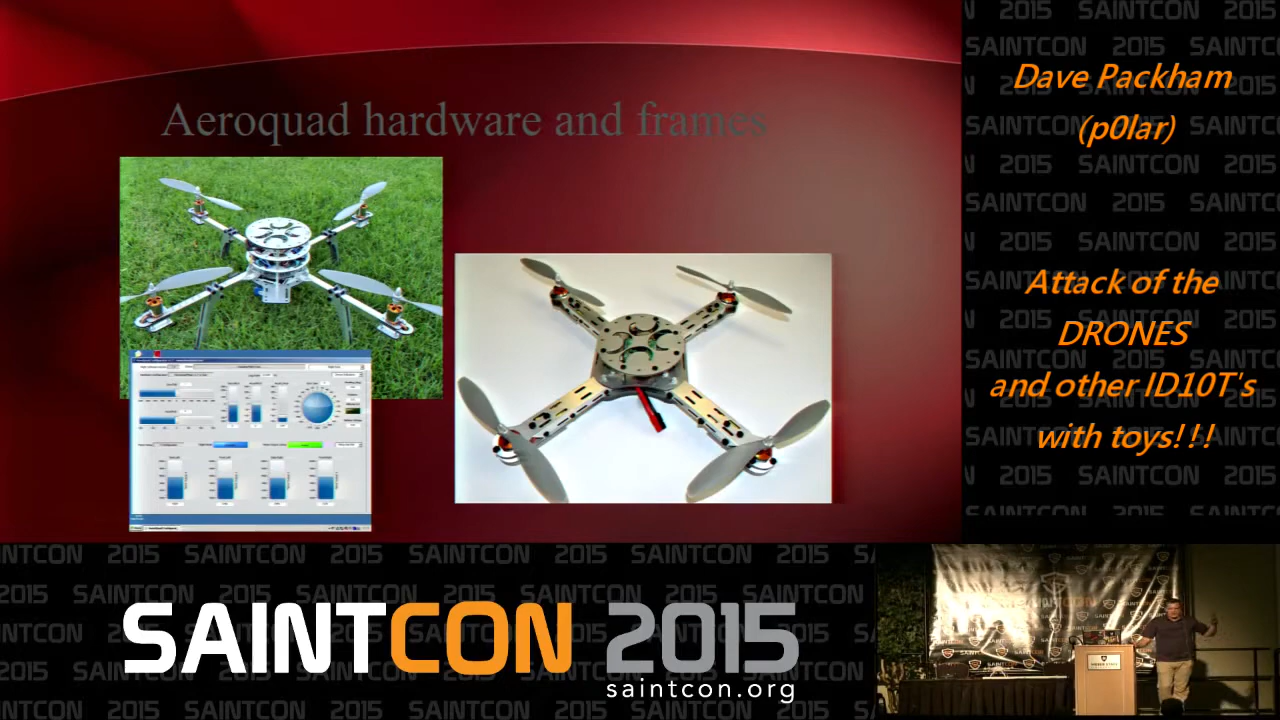 Aeroquad hardware and frames
Dave Packham
(p0lar)
Attack of the
DRONES
and other ID10T's
with toys!!!
SAINTCON 2015
saintcon.org